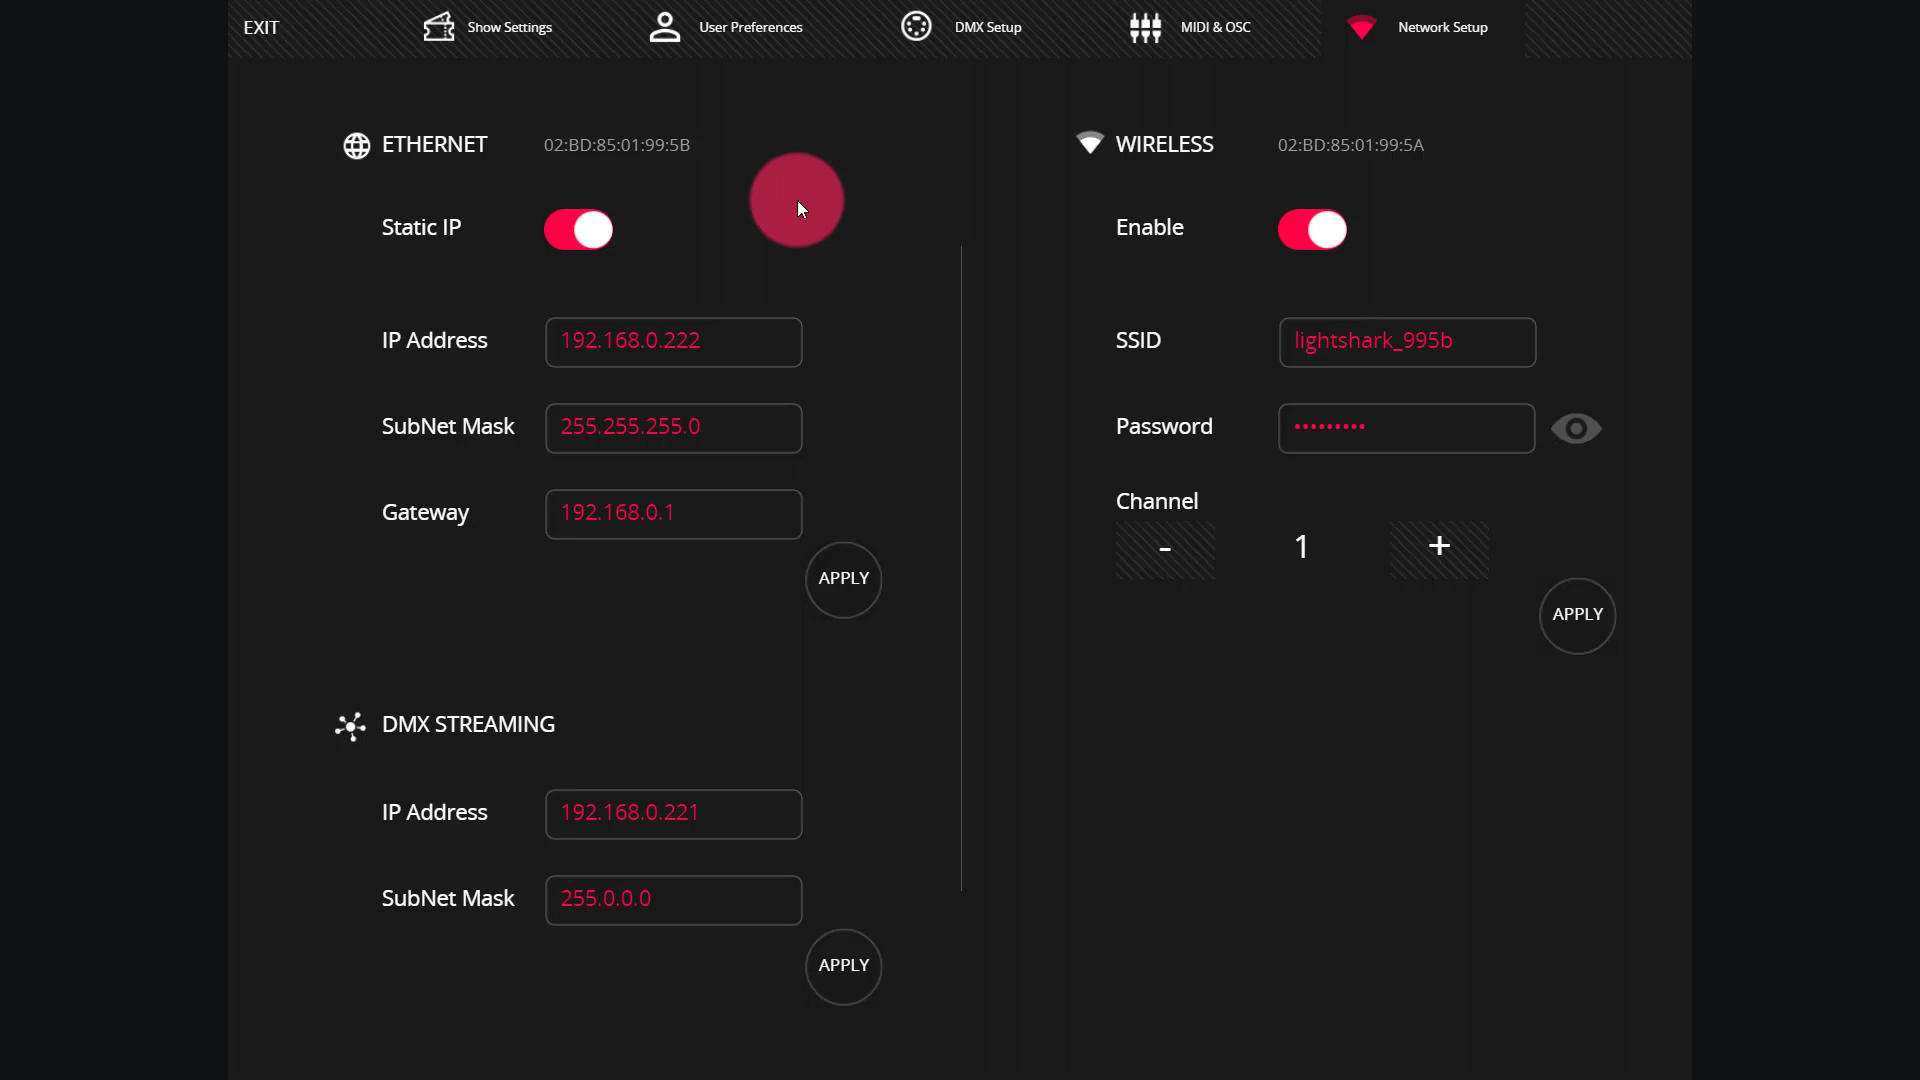 EXIT
Show Settings
User Preferences
DMX Setup
MIDI & OSC
Network Setup
ETHERNET 02:BD:85:01:99:5B
Static IP
IP Address 192.168.0.222
SubNet Mask 255.255.255.0
Gateway 192.168.0.1
APPLY
DMX STREAMING
IP Address 192.168.0.221
SubNet Mask 255.0.0.0
APPLY
WIRELESS 02:BD:85:01:99:5A
Enable
SSID lightshark_995b
Password •••••••••
Channel
- 1 +
APPLY